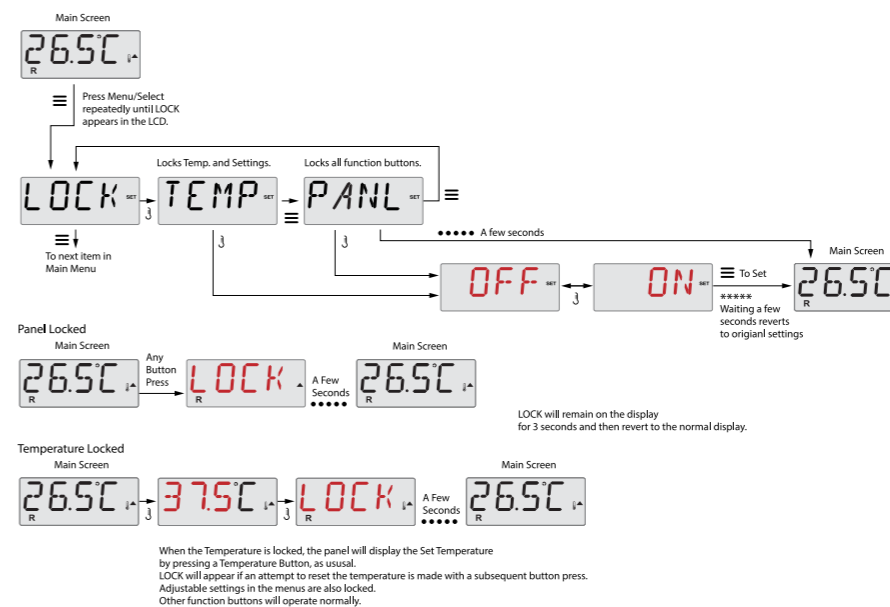 Main Screen
26.5°C
R
Press Menu/Select
repeatedly until LOCK
appears in the LCD.
Locks Temp. and Settings.
Locks all function buttons.
LOCK SET
TEMP SET
PANL SET
To next item in
Main Menu
A few seconds
Main Screen
OFF SET
ON SET
To Set
26.5°C
R
*****
Waiting a few
seconds reverts
to origianl settings
Panel Locked
Main Screen
Any
Button
Press
Main Screen
26.5°C
R
LOCK
R
A Few
Seconds
26.5°C
R
LOCK will remain on the display
for 3 seconds and then revert to the normal display.
Temperature Locked
Main Screen
Main Screen
26.5°C
R
37.5°C
LOCK
R
A Few
Seconds
26.5°C
R
When the Temperature is locked, the panel will display the Set Temperature
by pressing a Temperature Button, as ususal.
LOCK will appear if an attempt to reset the temperature is made with a subsequent button press.
Adjustable settings in the menus are also locked.
Other function buttons will operate normally.